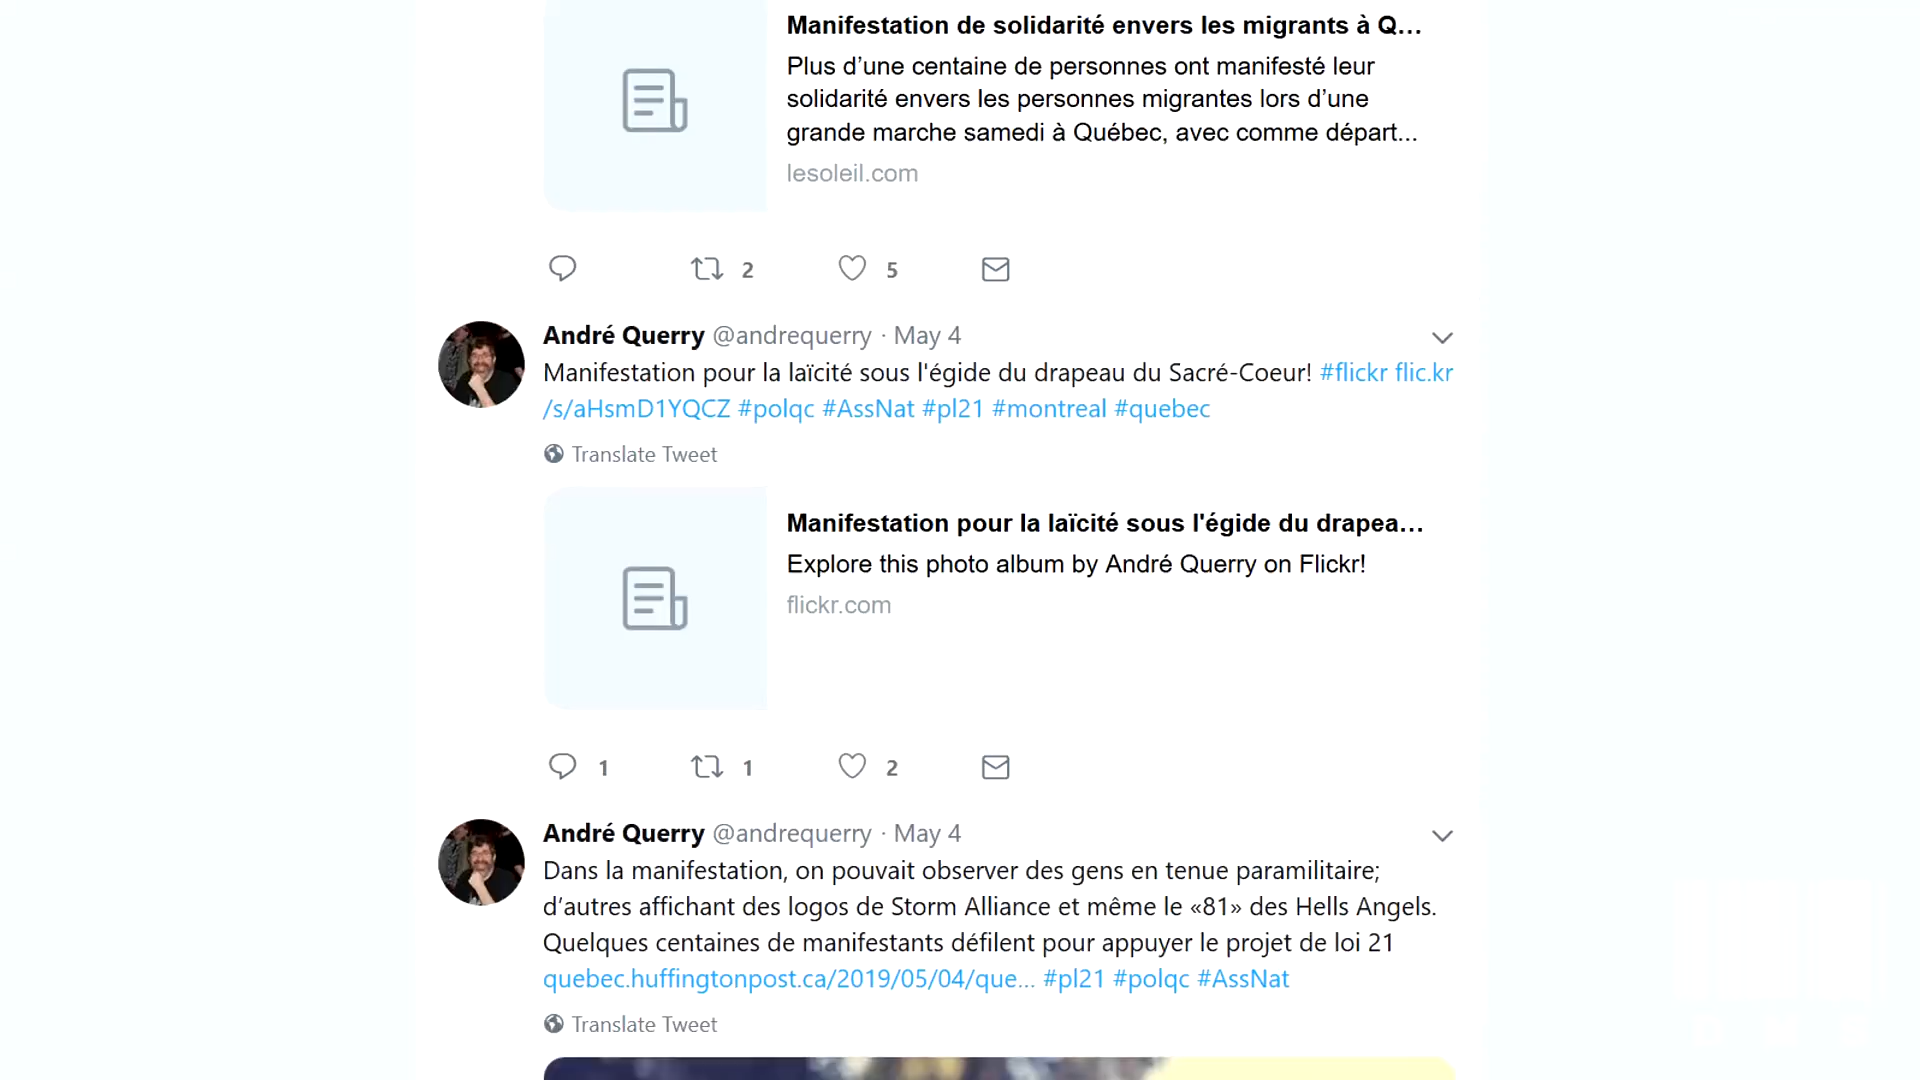 Manifestation de solidarité envers les migrants à Q...
Plus d’une centaine de personnes ont manifesté leur
solidarité envers les personnes migrantes lors d’une
grande marche samedi à Québec, avec comme départ...
lesoleil.com
2 5
André Querry @andrequerry · May 4
Manifestation pour la laïcité sous l'égide du drapeau du Sacré-Coeur! #flickr flic.kr
/s/aHsmD1YQCZ #polqc #AssNat #pl21 #montreal #quebec
Translate Tweet
Manifestation pour la laïcité sous l'égide du drapea...
Explore this photo album by André Querry on Flickr!
flickr.com
1 1 2
André Querry @andrequerry · May 4
Dans la manifestation, on pouvait observer des gens en tenue paramilitaire;
d’autres affichant des logos de Storm Alliance et même le «81» des Hells Angels.
Quelques centaines de manifestants défilent pour appuyer le projet de loi 21
quebec.huffingtonpost.ca/2019/05/04/que... #pl21 #polqc #AssNat
Translate Tweet